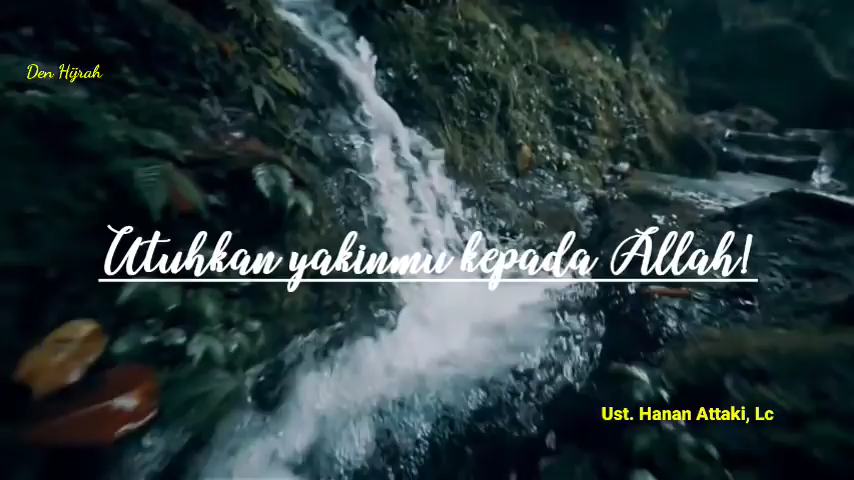 Den Hijrah
Utuhkan yakinmu kepada Allah!
Ust. Hanan Attaki, Lc